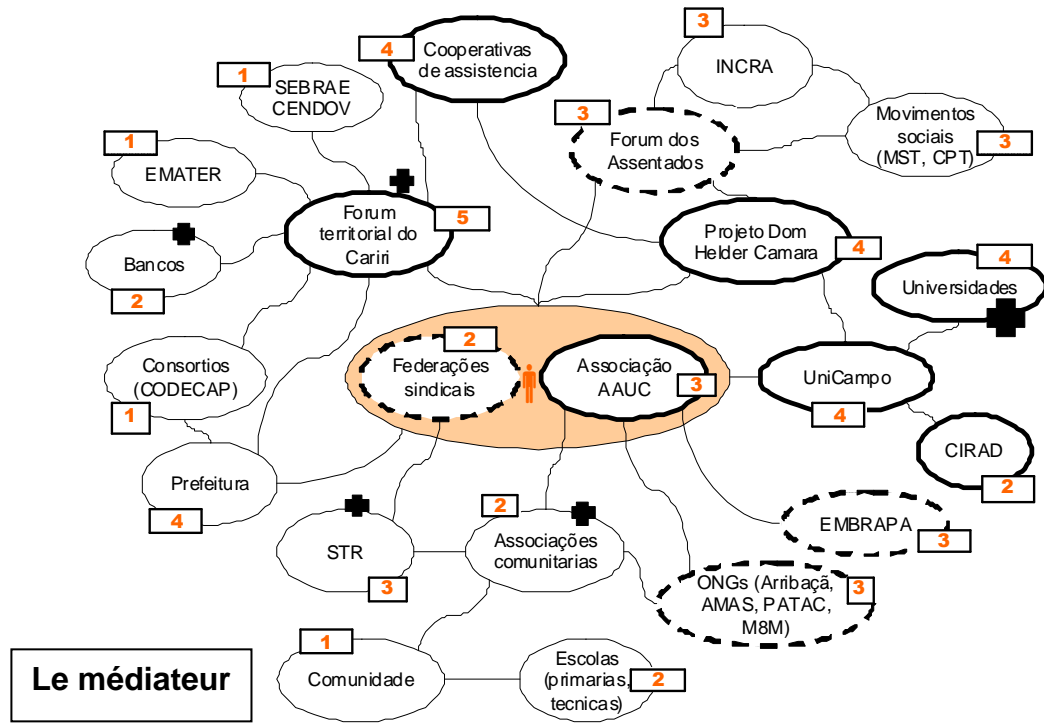 3
INCRA
4
Cooperativas
de assistencia
1
SEBRAE
CENDOV
3
Forum dos
Assentados
Movimentos
sociais
(MST, CPT)
3
1
EMATER
Forum
territorial do
Cariri
5
Projeto Dom
Helder Camara
4
4
Universidades
Bancos
2
Consortios
(CODECAP)
1
2
Federações
sindicais
Associação
AAUC
3
UniCampo
4
CIRAD
2
Prefeitura
4
STR
3
2
Associações
comunitarias
EMBRAPA
3
ONGs (Arribaçã,
AMAS, PATAC,
M8M)
3
1
Comunidade
Escolas
(primarias,
tecnicas)
2
Le médiateur